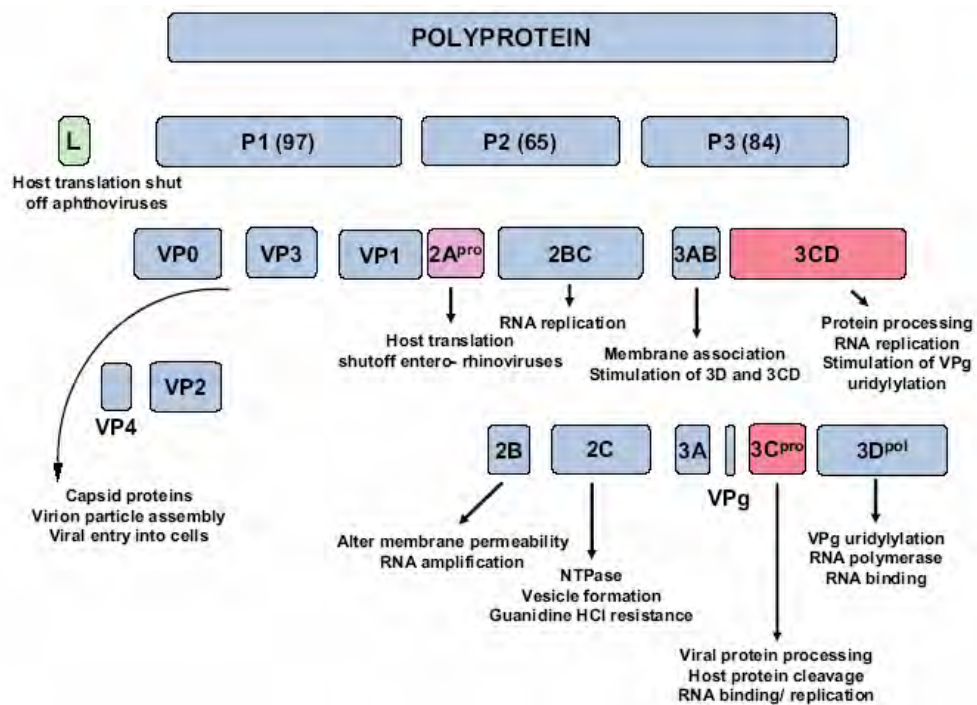 POLYPROTEIN
L
P1 (97)
P2 (65)
P3 (84)
Host translation shut
off aphthoviruses
VP0
VP3
VP1
2Apro
2BC
3AB
3CD
Host translation
shutoff entero- rhinoviruses
RNA replication
Membrane association
Stimulation of 3D and 3CD
Protein processing
RNA replication
Stimulation of VPg
uridylylation
VP4
VP2
Capsid proteins
Virion particle assembly
Viral entry into cells
2B
2C
3A
VPg
3Cpro
3Dpol
Alter membrane permeability
RNA amplification
NTPase
Vesicle formation
Guanidine HCl resistance
VPg uridylylation
RNA polymerase
RNA binding
Viral protein processing
Host protein cleavage
RNA binding/ replication